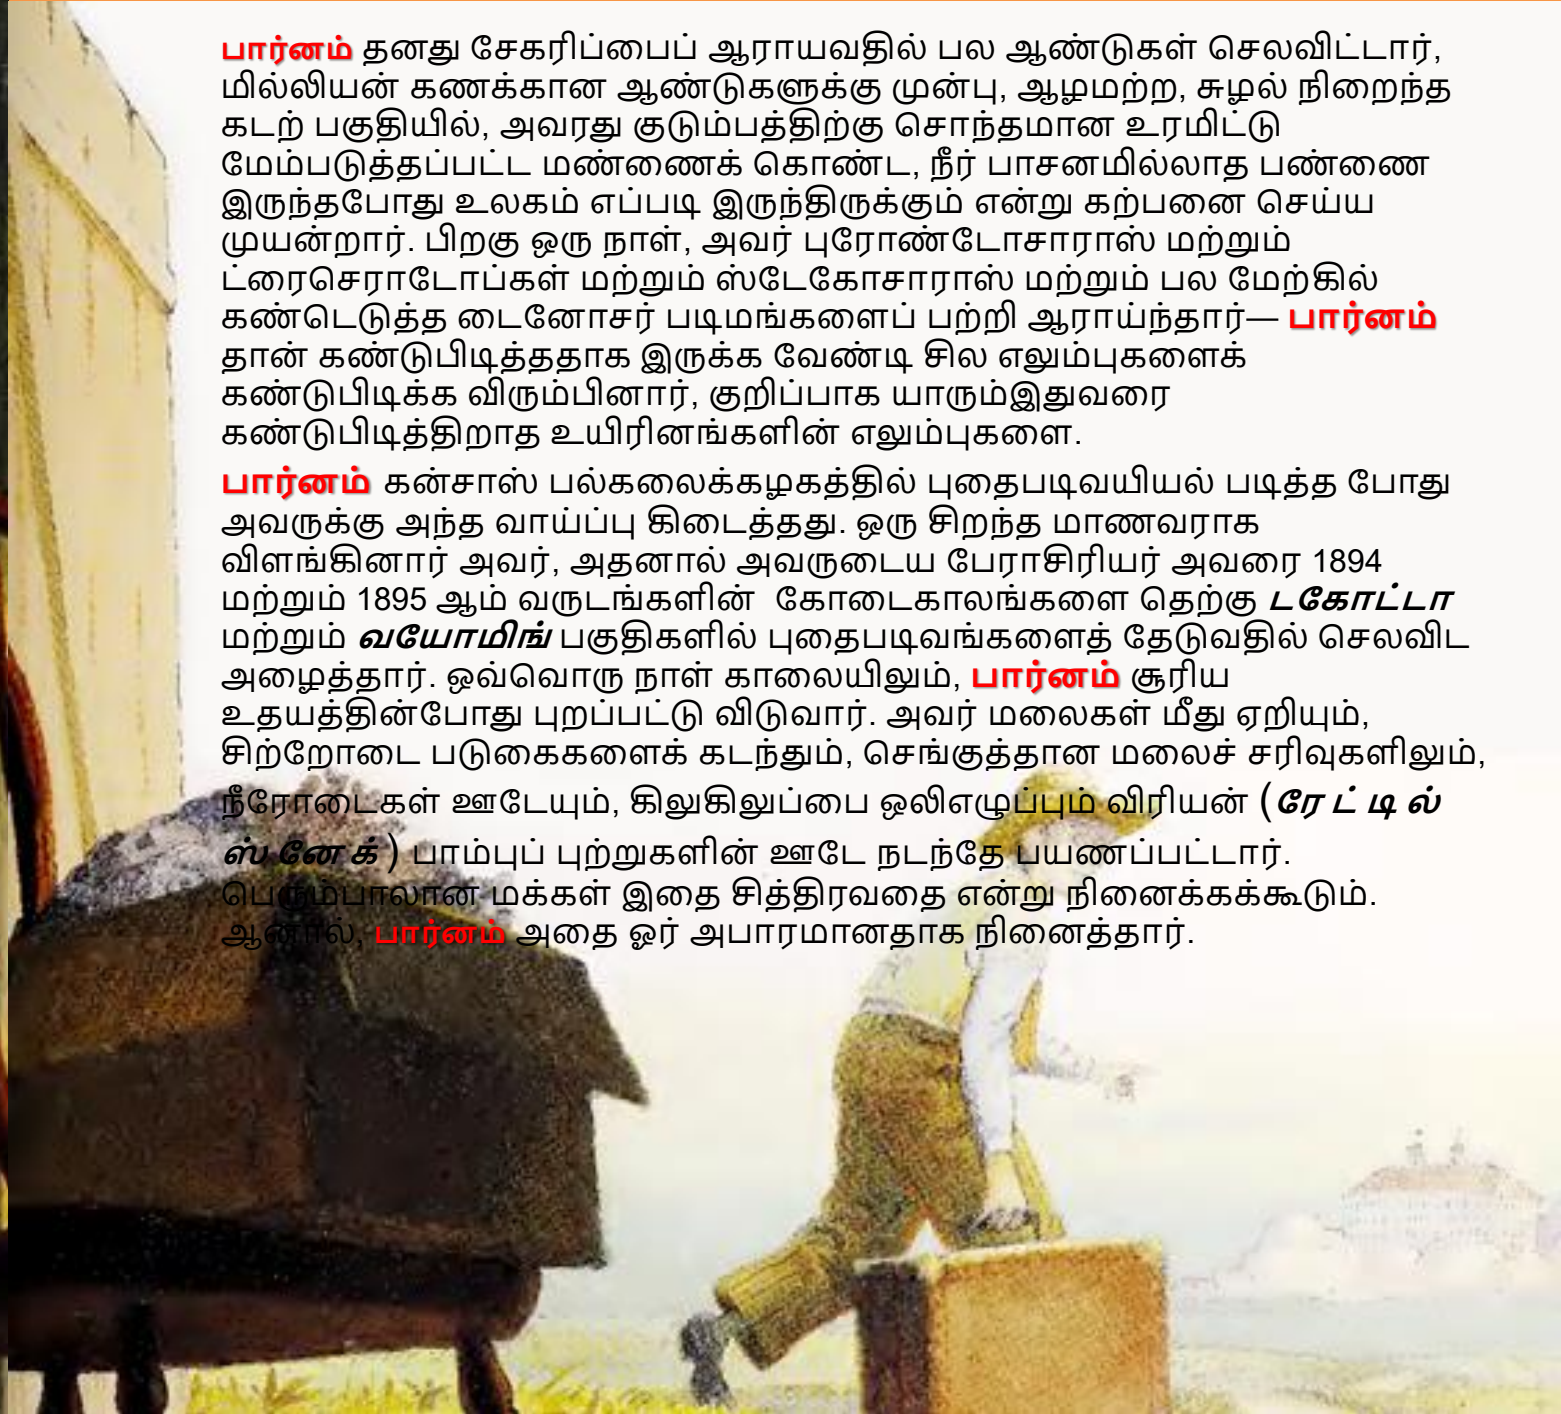 பார்னம் தனது சேகரிப்பைப் ஆராயவதில் பல ஆண்டுகள் செலவிட்டார்,
மில்லியன் கணக்கான ஆண்டுகளுக்கு முன்பு, ஆழமற்ற, சுழல் நிறைந்த
கடற் பகுதியில், அவரது குடும்பத்திற்கு சொந்தமான உரமிட்டு
மேம்படுத்தப்பட்ட மண்ணைக் கொண்ட, நீர் பாசனமில்லாத பண்ணை
இருந்தபோது உலகம் எப்படி இருந்திருக்கும் என்று கற்பனை செய்ய
முயன்றார். பிறகு ஒரு நாள், அவர் புரோண்டோசாராஸ் மற்றும்
ட்ரைசெராடோப்கள் மற்றும் ஸ்டேகோசாராஸ் மற்றும் பல மேற்கில்
கண்டெடுத்த டைனோசர் படிமங்களைப் பற்றி ஆராய்ந்தார்— பார்னம்
தான் கண்டுபிடித்ததாக இருக்க வேண்டி சில எலும்புகளைக்
கண்டுபிடிக்க விரும்பினார், குறிப்பாக யாரும்இதுவரை
கண்டுபிடித்திறாத உயிரினங்களின் எலும்புகளை.
பார்னம் கன்சாஸ் பல்கலைக்கழகத்தில் புதைபடிவயியல் படித்த போது
அவருக்கு அந்த வாய்ப்பு கிடைத்தது. ஒரு சிறந்த மாணவராக
விளங்கினார் அவர், அதனால் அவருடைய பேராசிரியர் அவரை 1894
மற்றும் 1895 ஆம் வருடங்களின் கோடைகாலங்களை தெற்கு டகோட்டா
மற்றும் வயோமிங் பகுதிகளில் புதைபடிவங்களைத் தேடுவதில் செலவிட
அழைத்தார். ஒவ்வொரு நாள் காலையிலும், பார்னம் சூரிய
உதயத்தின்போது புறப்பட்டு விடுவார். அவர் மலைகள் மீது ஏறியும்,
சிற்றோடை படுகைகளைக் கடந்தும், செங்குத்தான மலைச் சரிவுகளிலும்,
நீரோடைகள் ஊடேயும், கிலுகிலுப்பை ஒலிஎழுப்பும் விரியன் (ரேட்டில்
ஸ்னேக்) பாம்புப் புற்றுகளின் ஊடே நடந்தே பயணப்பட்டார்.
பெரும்பாலான மக்கள் இதை சித்திரவதை என்று நினைக்கக்கூடும்.
ஆனால், பார்னம் அதை ஓர் அபாரமானதாக நினைத்தார்.